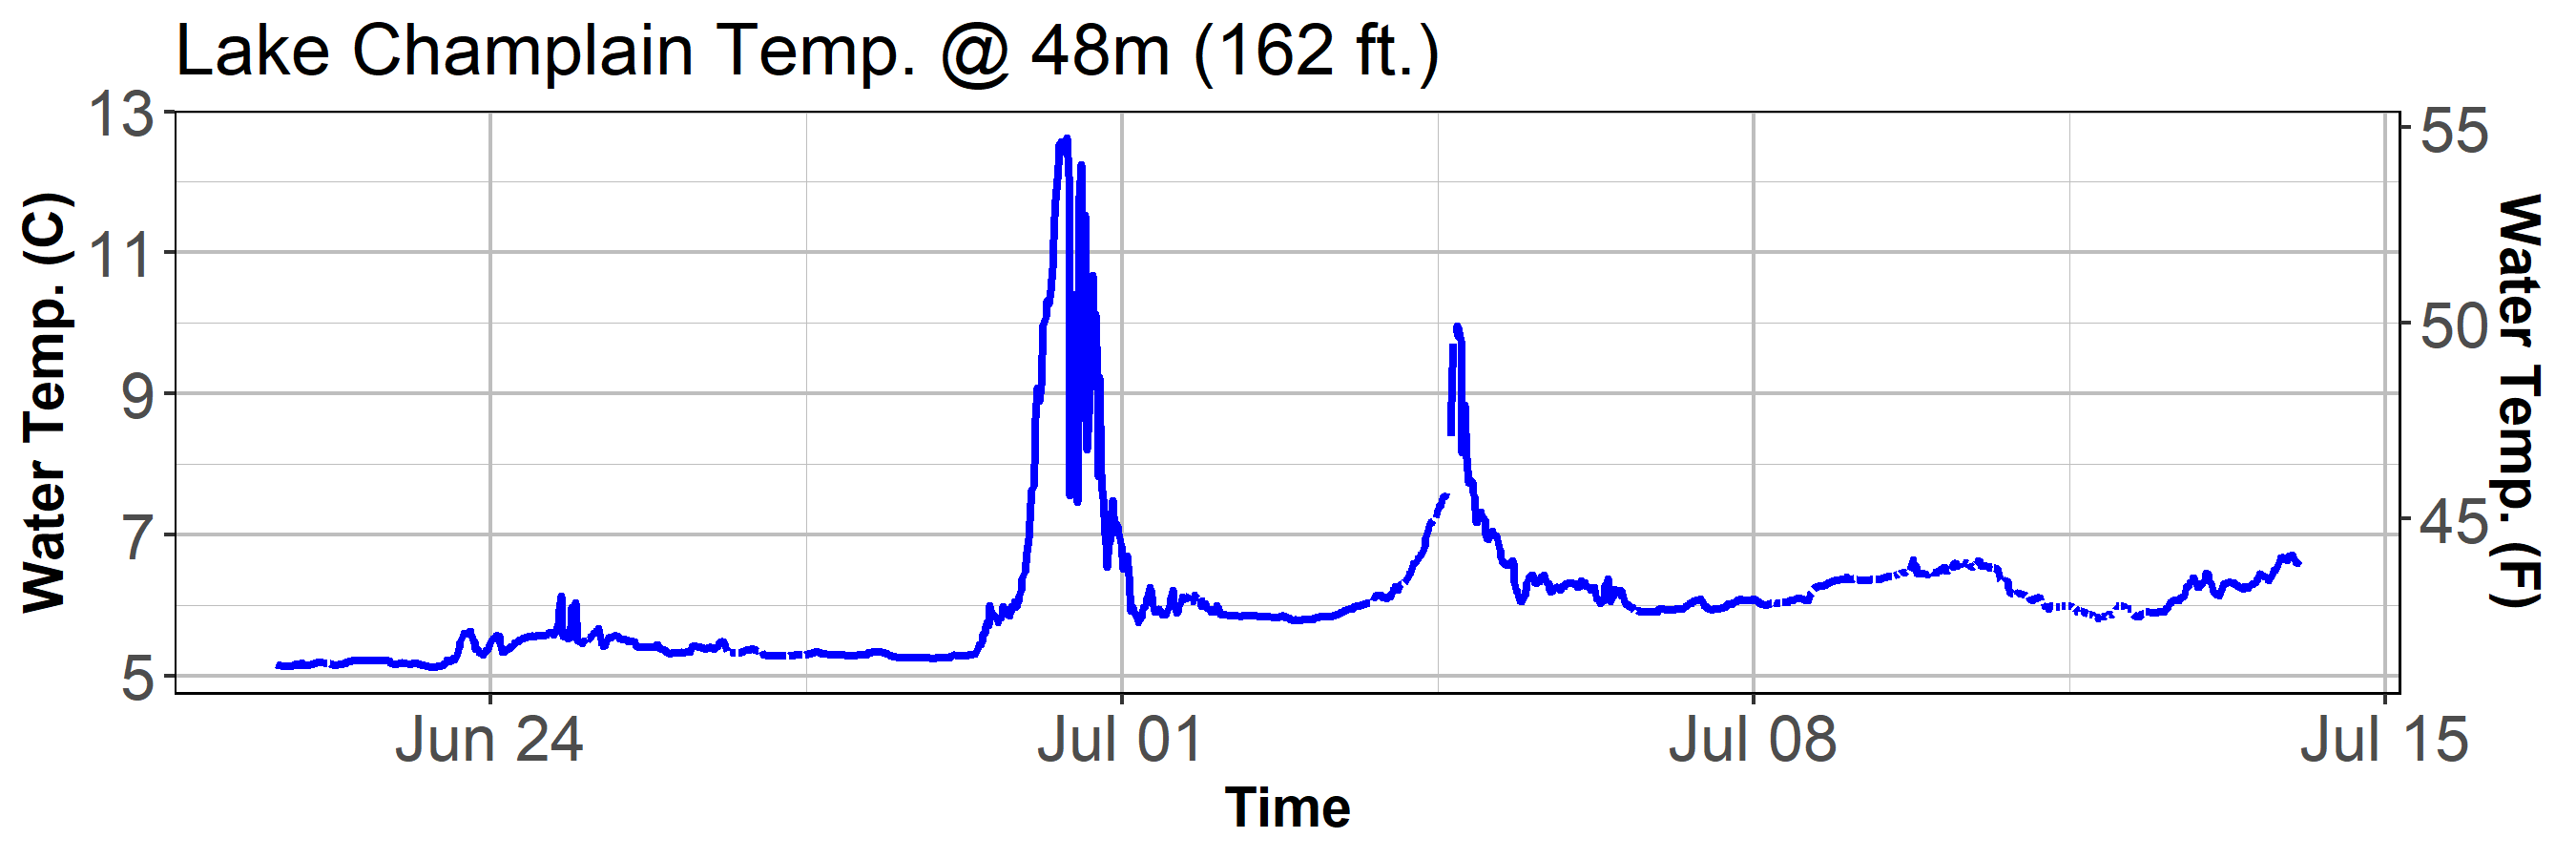 Lake Champlain Temp. @ 48m (162 ft.)
13
11
9
7
5
Water Temp. (C)
55
50
45
Water Temp. (F)
Jun 24
Jul 01
Jul 08
Jul 15
Time